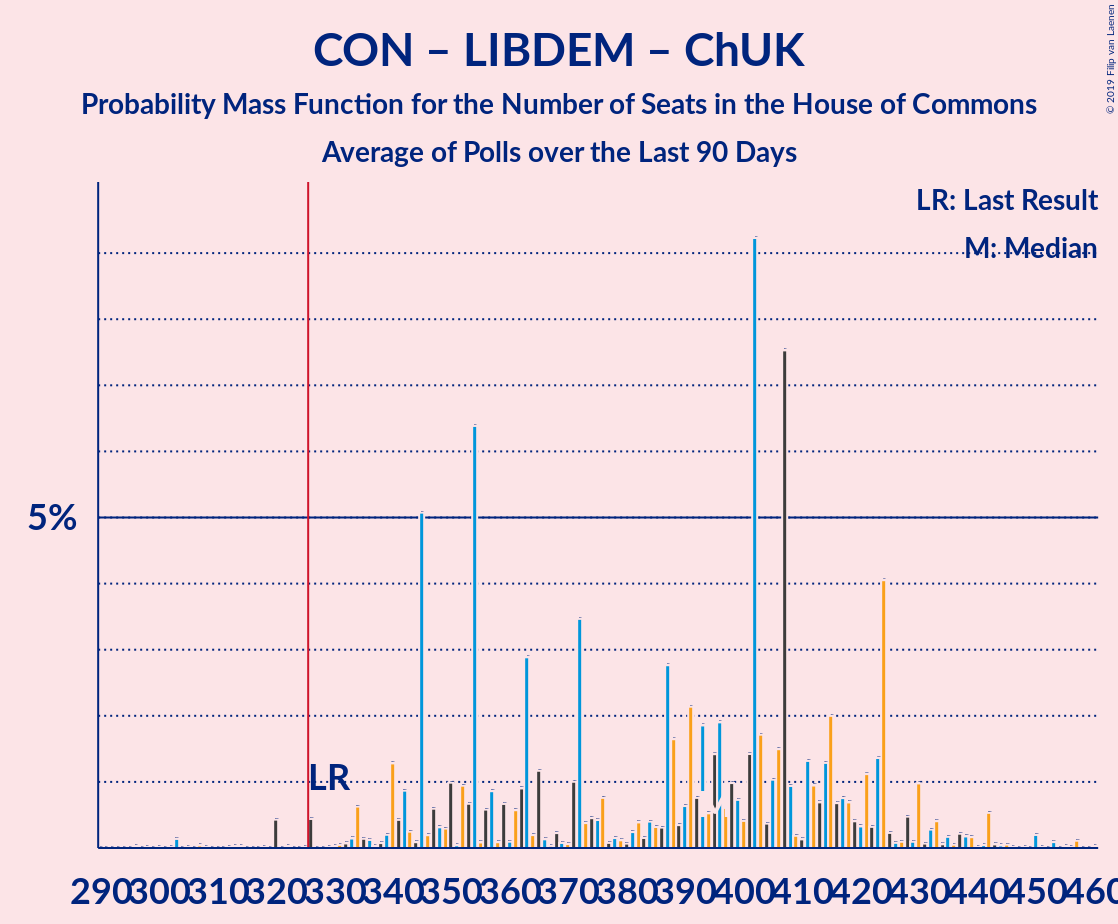 CON – LIBDEM – ChUK
Probability Mass Function for the Number of Seats in the House of Commons
Average of Polls over the Last 90 Days
© 2019 Filip van Laenen
LR: Last Result
M: Median
5%
LR
290 300 310 320 330 340 350 360 370 380 390 400 410 420 430 440 450 460